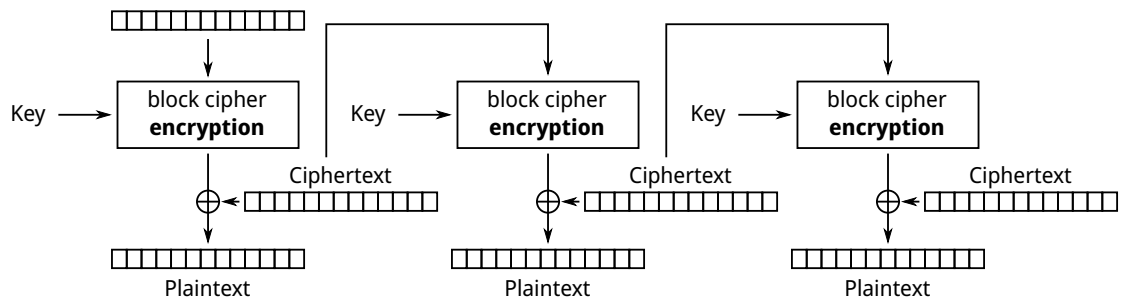 block cipher
encryption
Key
block cipher
encryption
Key
block cipher
encryption
Key
Ciphertext
Ciphertext
Ciphertext
Plaintext
Plaintext
Plaintext